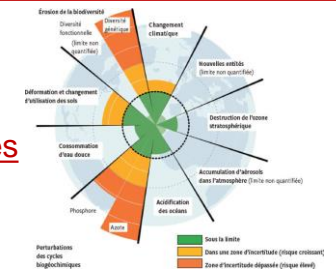 Érosion de la biodiversité
Diversité
fonctionnelle
(limite non
quantifiée)
Diversité
génétique
Changement
climatique
Nouvelles entités
(limite non quantifiée)
Déformation et changement
d'utilisation des sols
Destruction de l'ozone
stratosphérique
es
Consommation
d'eau douce
Accumulation d'aérosols
dans l'atmosphère (limite non quantifiée)
Acidification
des océans
Phosphore
Azote
Perturbations
des cycles
biogéochimiques
Sous la limite
Dans une zone d'incertitude (risque croissant)
Zone d'incertitude dépassée (risque élevé)